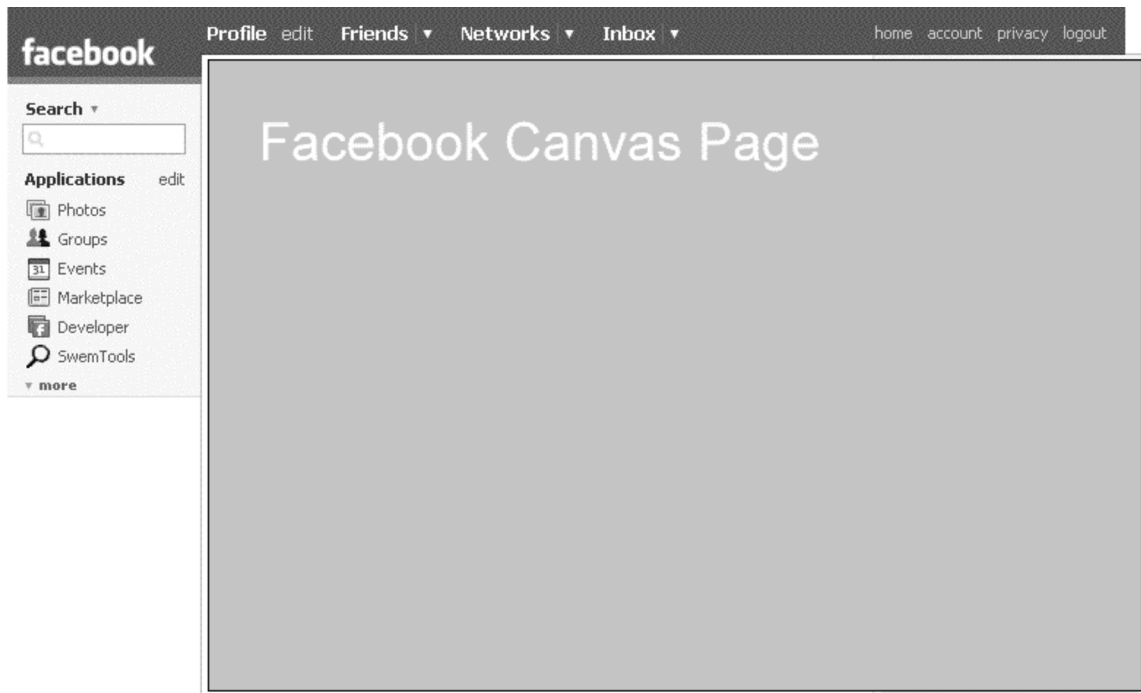 facebook
Profile edit Friends Networks Inbox home account privacy logout
Search
Facebook Canvas Page
Applications edit
Photos
Groups
31 Events
Marketplace
Developer
SwemTools
more